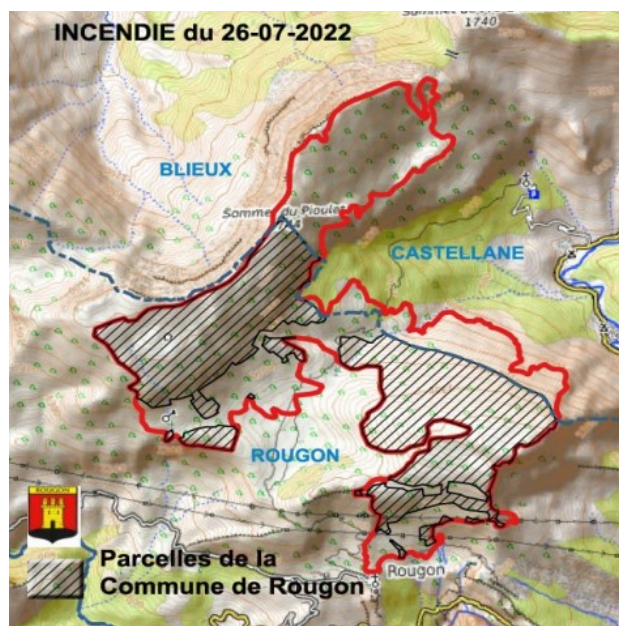 INCENDIE du 26-07-2022
1740
BLIEUX
Sommet du Pioulet
CASTELLANE
ROUGON
ROUGON
Parcelles de la
Commune de Rougon
Rougon